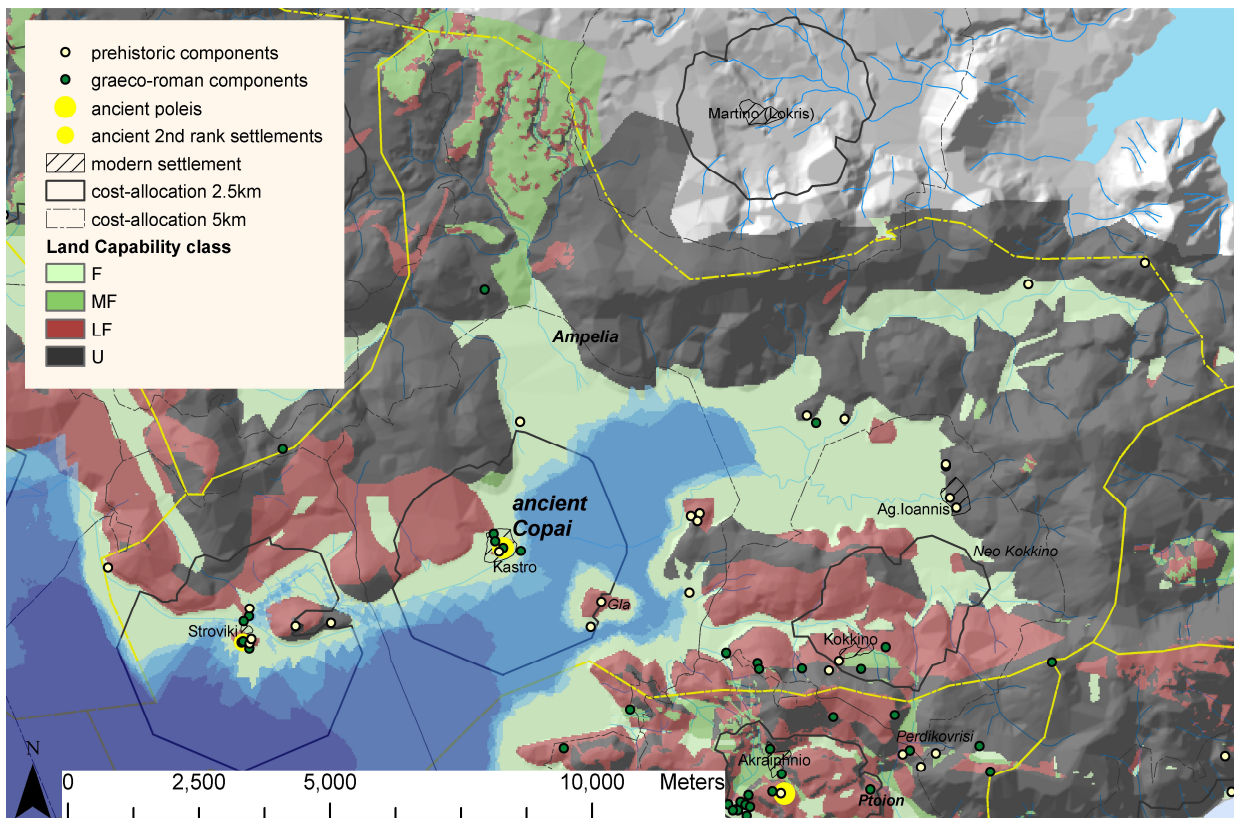 prehistoric components
graeco-roman components
ancient poleis
ancient 2nd rank settlements
modern settlement
cost-allocation 2.5km
cost-allocation 5km
Land Capability class
F
MF
LF
U
Martino (Lokris)
Ampelia
ancient
Copai
Kastro
Ag.Ioannis
Neo Kokkino
Gla
Stroviki
Kokkino
Perdikovrisi
Akraiphnio
Ptoion
N
0
2,500
5,000
10,000
Meters